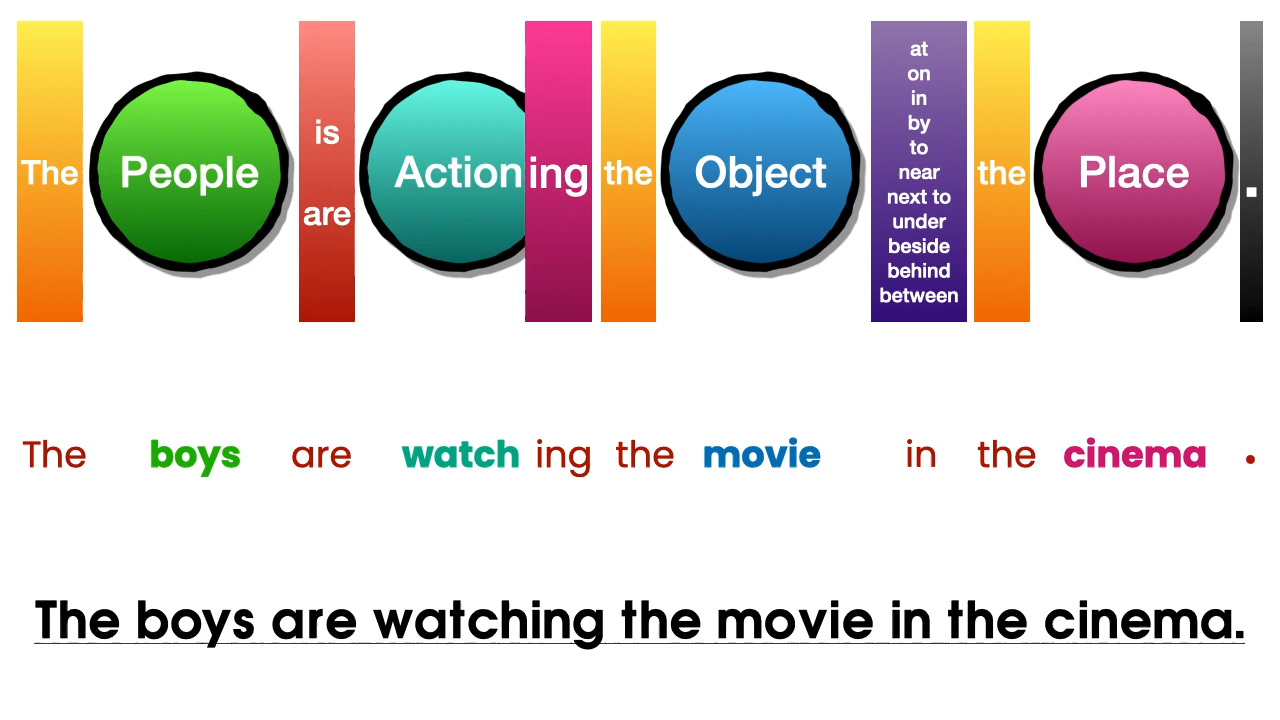 The People is are Action ing the Object at on in by to near next to under beside behind between the Place .
The boys are watch ing the movie in the cinema .
The boys are watching the movie in the cinema.